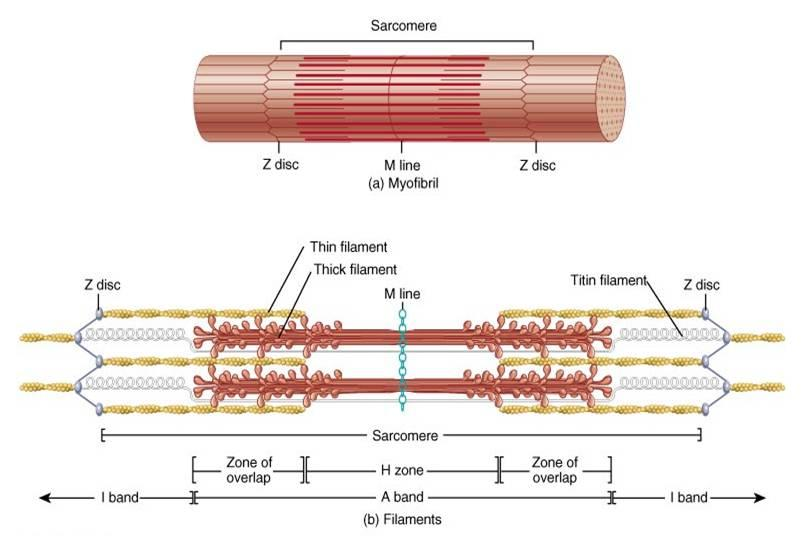 Sarcomere
Z disc
M line
Z disc
(a) Myofibril
Thin filament
Thick filament
Z disc
M line
Titin filament
Z disc
Sarcomere
Zone of
overlap
H zone
Zone of
overlap
I band
A band
I band
(b) Filaments